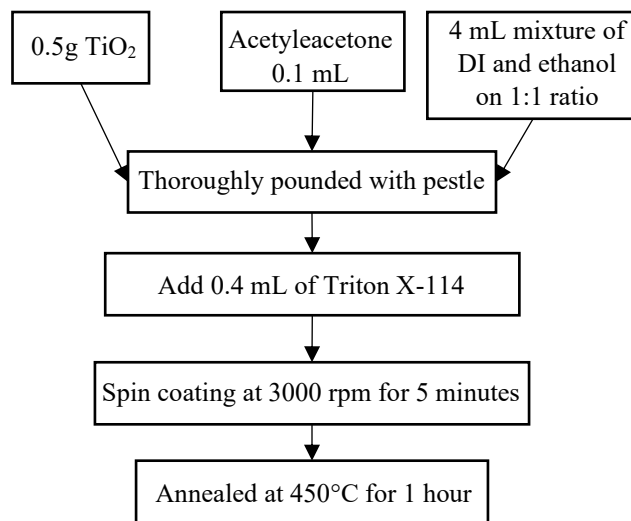 0.5g TiO₂
Acetyleacetone
0.1 mL
4 mL mixture of
DI and ethanol
on 1:1 ratio
Thoroughly pounded with pestle
Add 0.4 mL of Triton X-114
Spin coating at 3000 rpm for 5 minutes
Annealed at 450°C for 1 hour